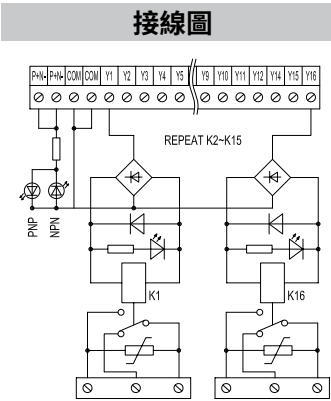 接線圖
P+N- P+N- COM COM Y1 Y2 Y3 Y4 Y5 Y9 Y10 Y11 Y12 Y14 Y15 Y16
REPEAT K2~K15
PNP NPN
K1 K16